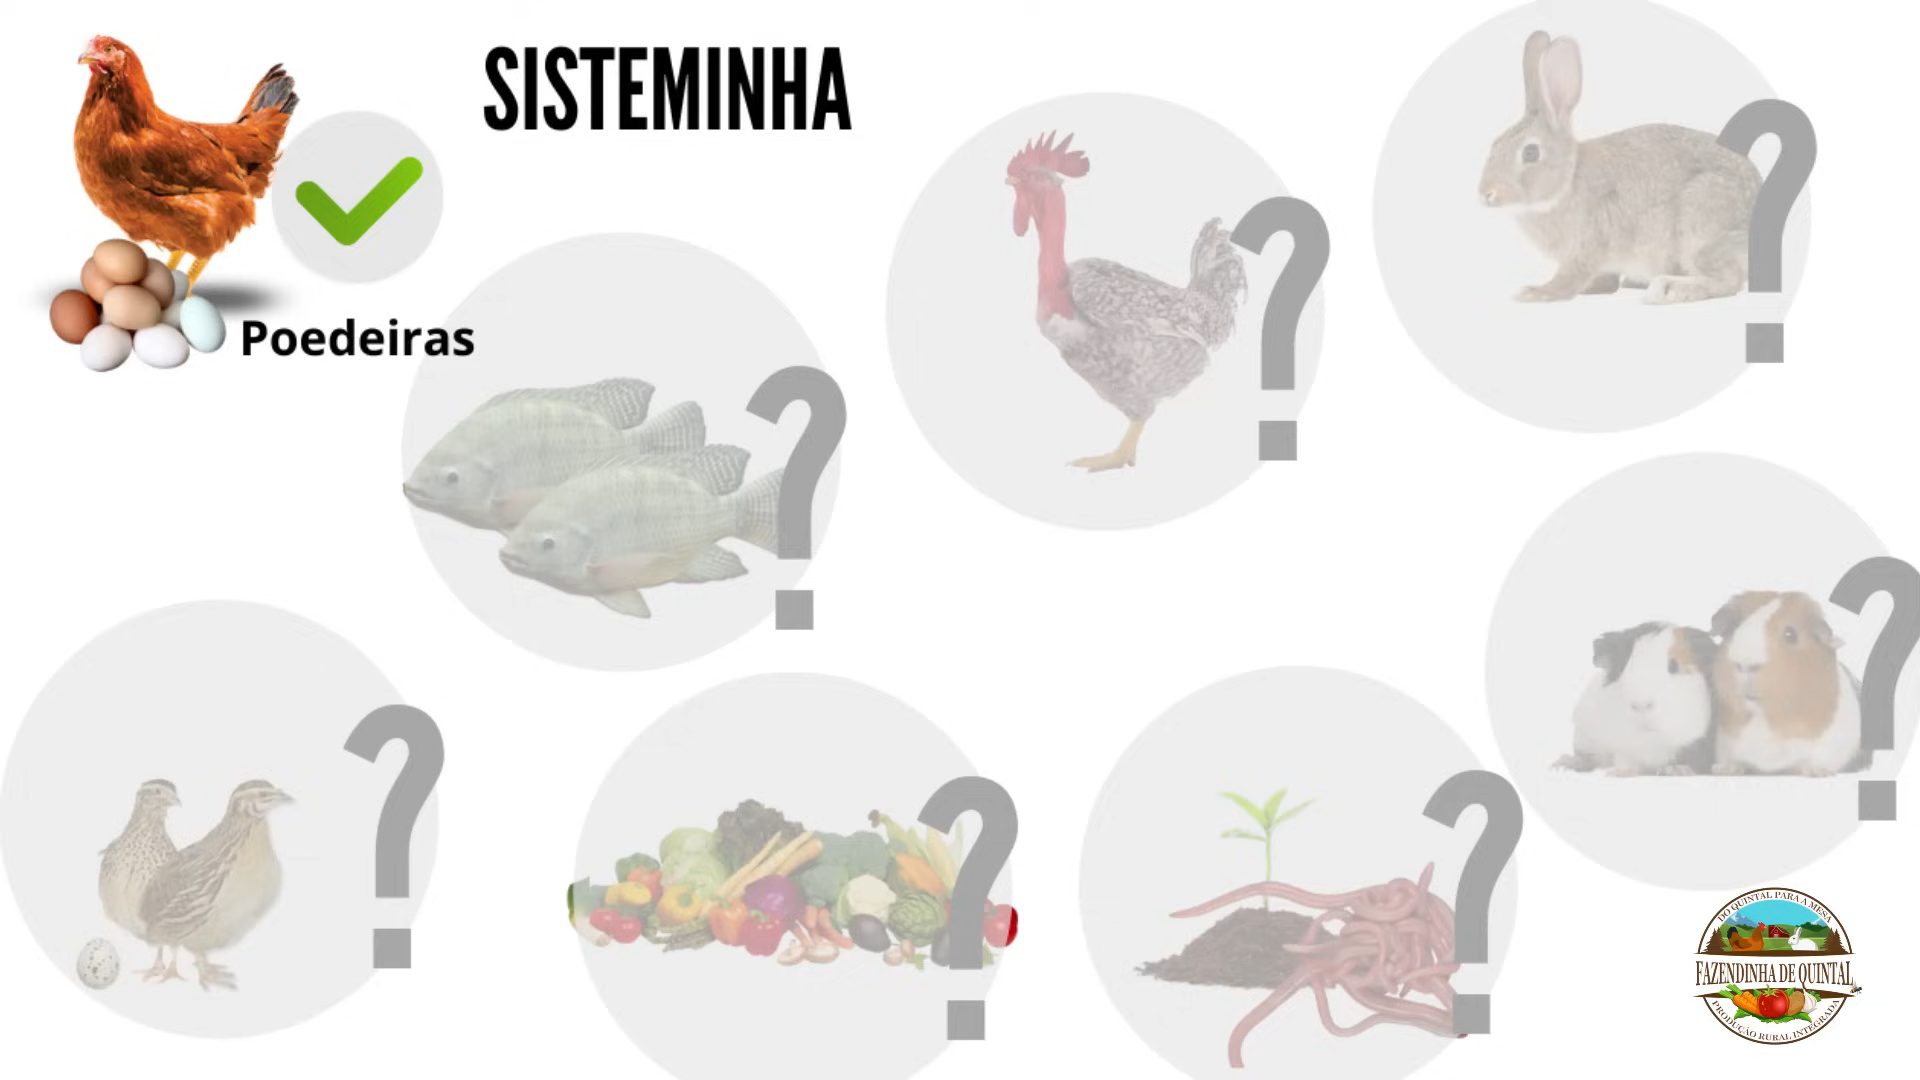 SISTEMINHA
Poedeiras
?
?
?
?
?
?
?
DO QUINTAL PARA A MESA
FAZENDINHA DE QUINTAL
PRODUÇÃO RURAL INTEGRADA